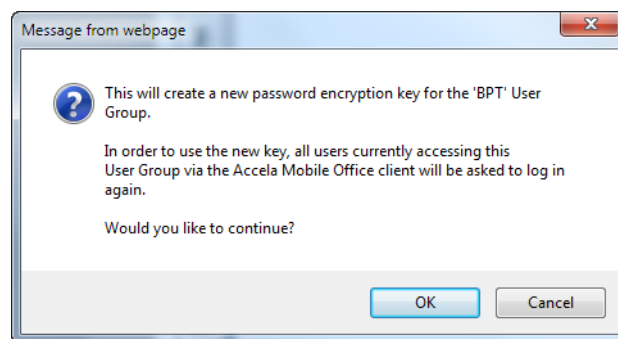 Message from webpage
This will create a new password encryption key for the 'BPT' User
Group.
In order to use the new key, all users currently accessing this
User Group via the Accela Mobile Office client will be asked to log in
again.
Would you like to continue?
OK
Cancel